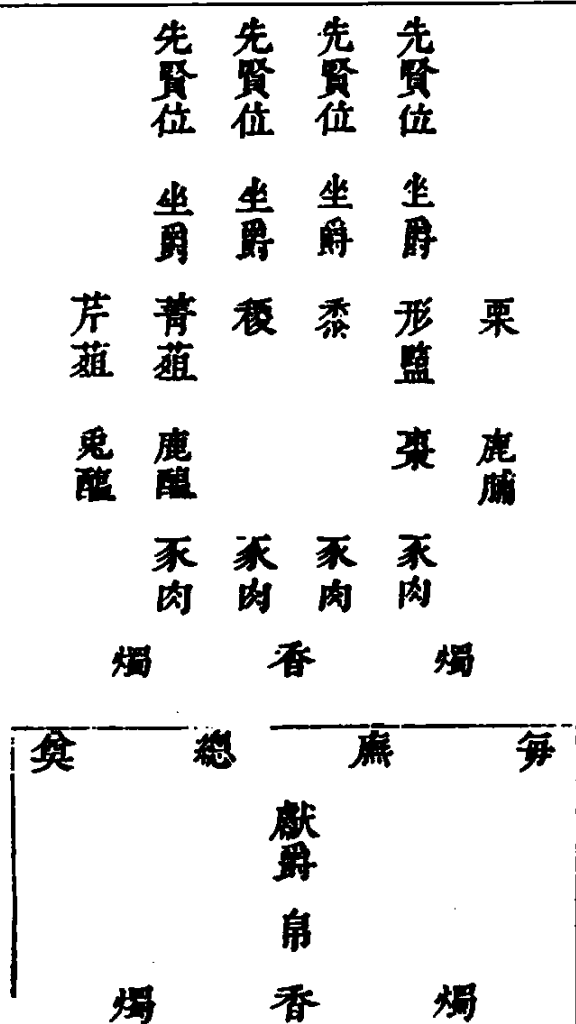 先賢位 先賢位 先賢位 先賢位
坐爵 坐爵 坐爵 坐爵
栗 形鹽 黍 稷 菁菹 芹菹
鹿脯 棗 鹿醢 兎醢
豕肉 豕肉 豕肉 豕肉
燭 香 燭
每廡總奠
獻爵
帛
燭 香 燭